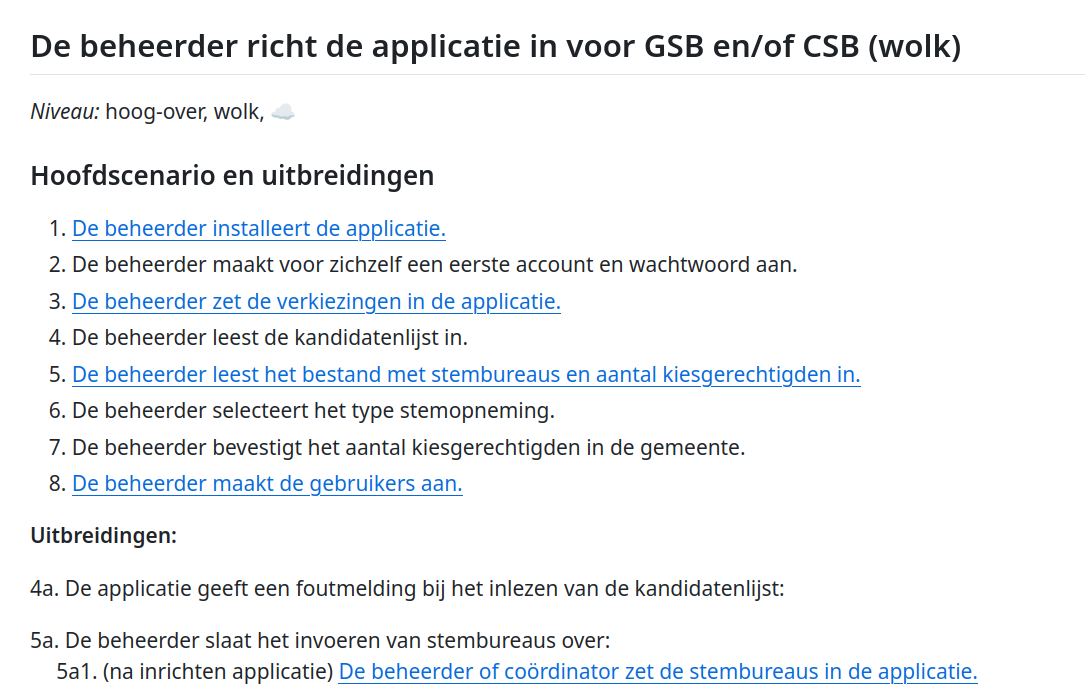 De beheerder richt de applicatie in voor GSB en/of CSB (wolk)
Niveau: hoog-over, wolk, ☁️
Hoofdscenario en uitbreidingen
1. De beheerder installeert de applicatie.
2. De beheerder maakt voor zichzelf een eerste account en wachtwoord aan.
3. De beheerder zet de verkiezingen in de applicatie.
4. De beheerder leest de kandidatenlijst in.
5. De beheerder leest het bestand met stembureaus en aantal kiesgerechtigden in.
6. De beheerder selecteert het type stemopneming.
7. De beheerder bevestigt het aantal kiesgerechtigden in de gemeente.
8. De beheerder maakt de gebruikers aan.
Uitbreidingen:
4a. De applicatie geeft een foutmelding bij het inlezen van de kandidatenlijst:
5a. De beheerder slaat het invoeren van stembureaus over:
5a1. (na inrichten applicatie) De beheerder of coördinator zet de stembureaus in de applicatie.